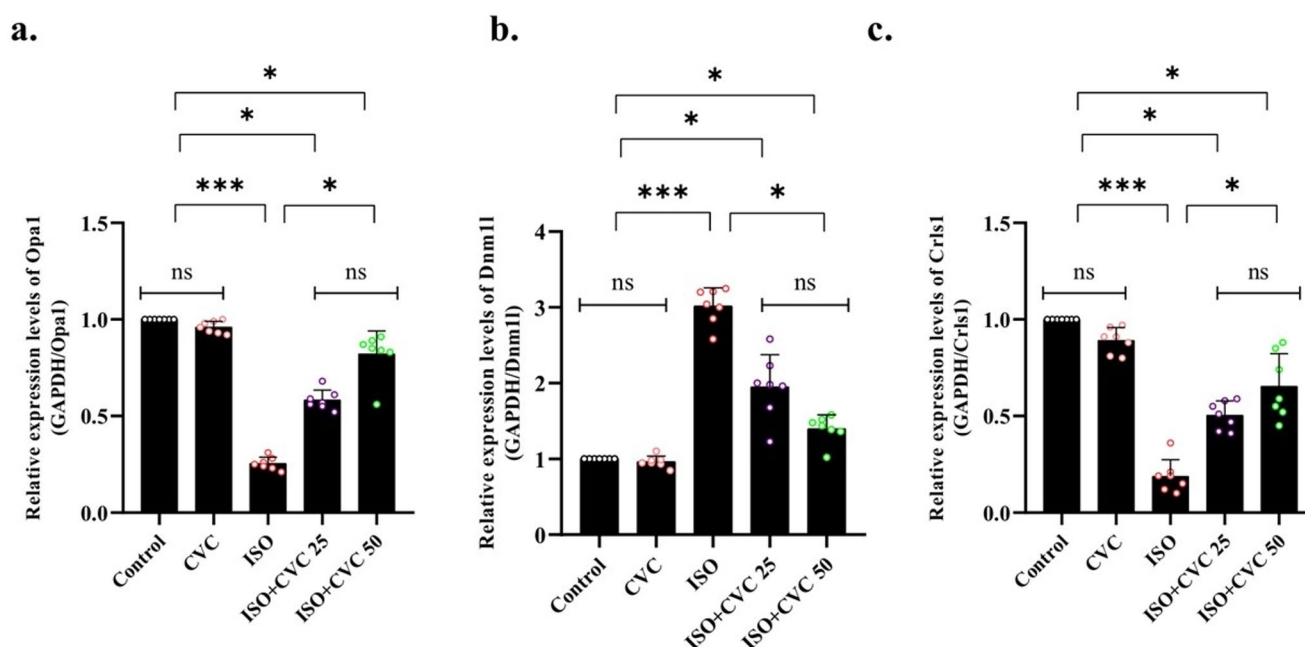 a.
*
*
***
*
Relative expression levels of Opa1
(GAPDH/Opa1)
1.5
1.0
0.5
0.0
ns
ns
Control
CVC
ISO
ISO+CVC 25
ISO+CVC 50
b.
*
*
***
*
Relative expression levels of Dnm1l
(GAPDH/Dnm1l)
4
3
2
1
0
ns
ns
Control
CVC
ISO
ISO+CVC 25
ISO+CVC 50
c.
*
*
***
*
Relative expression levels of Crls1
(GAPDH/Crls1)
1.5
1.0
0.5
0.0
ns
ns
Control
CVC
ISO
ISO+CVC 25
ISO+CVC 50